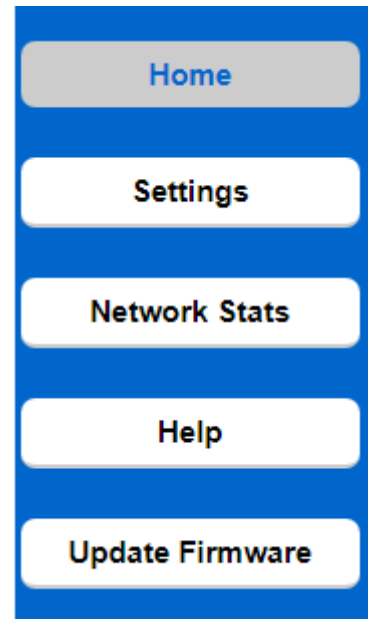 Home
Settings
Network Stats
Help
Update Firmware